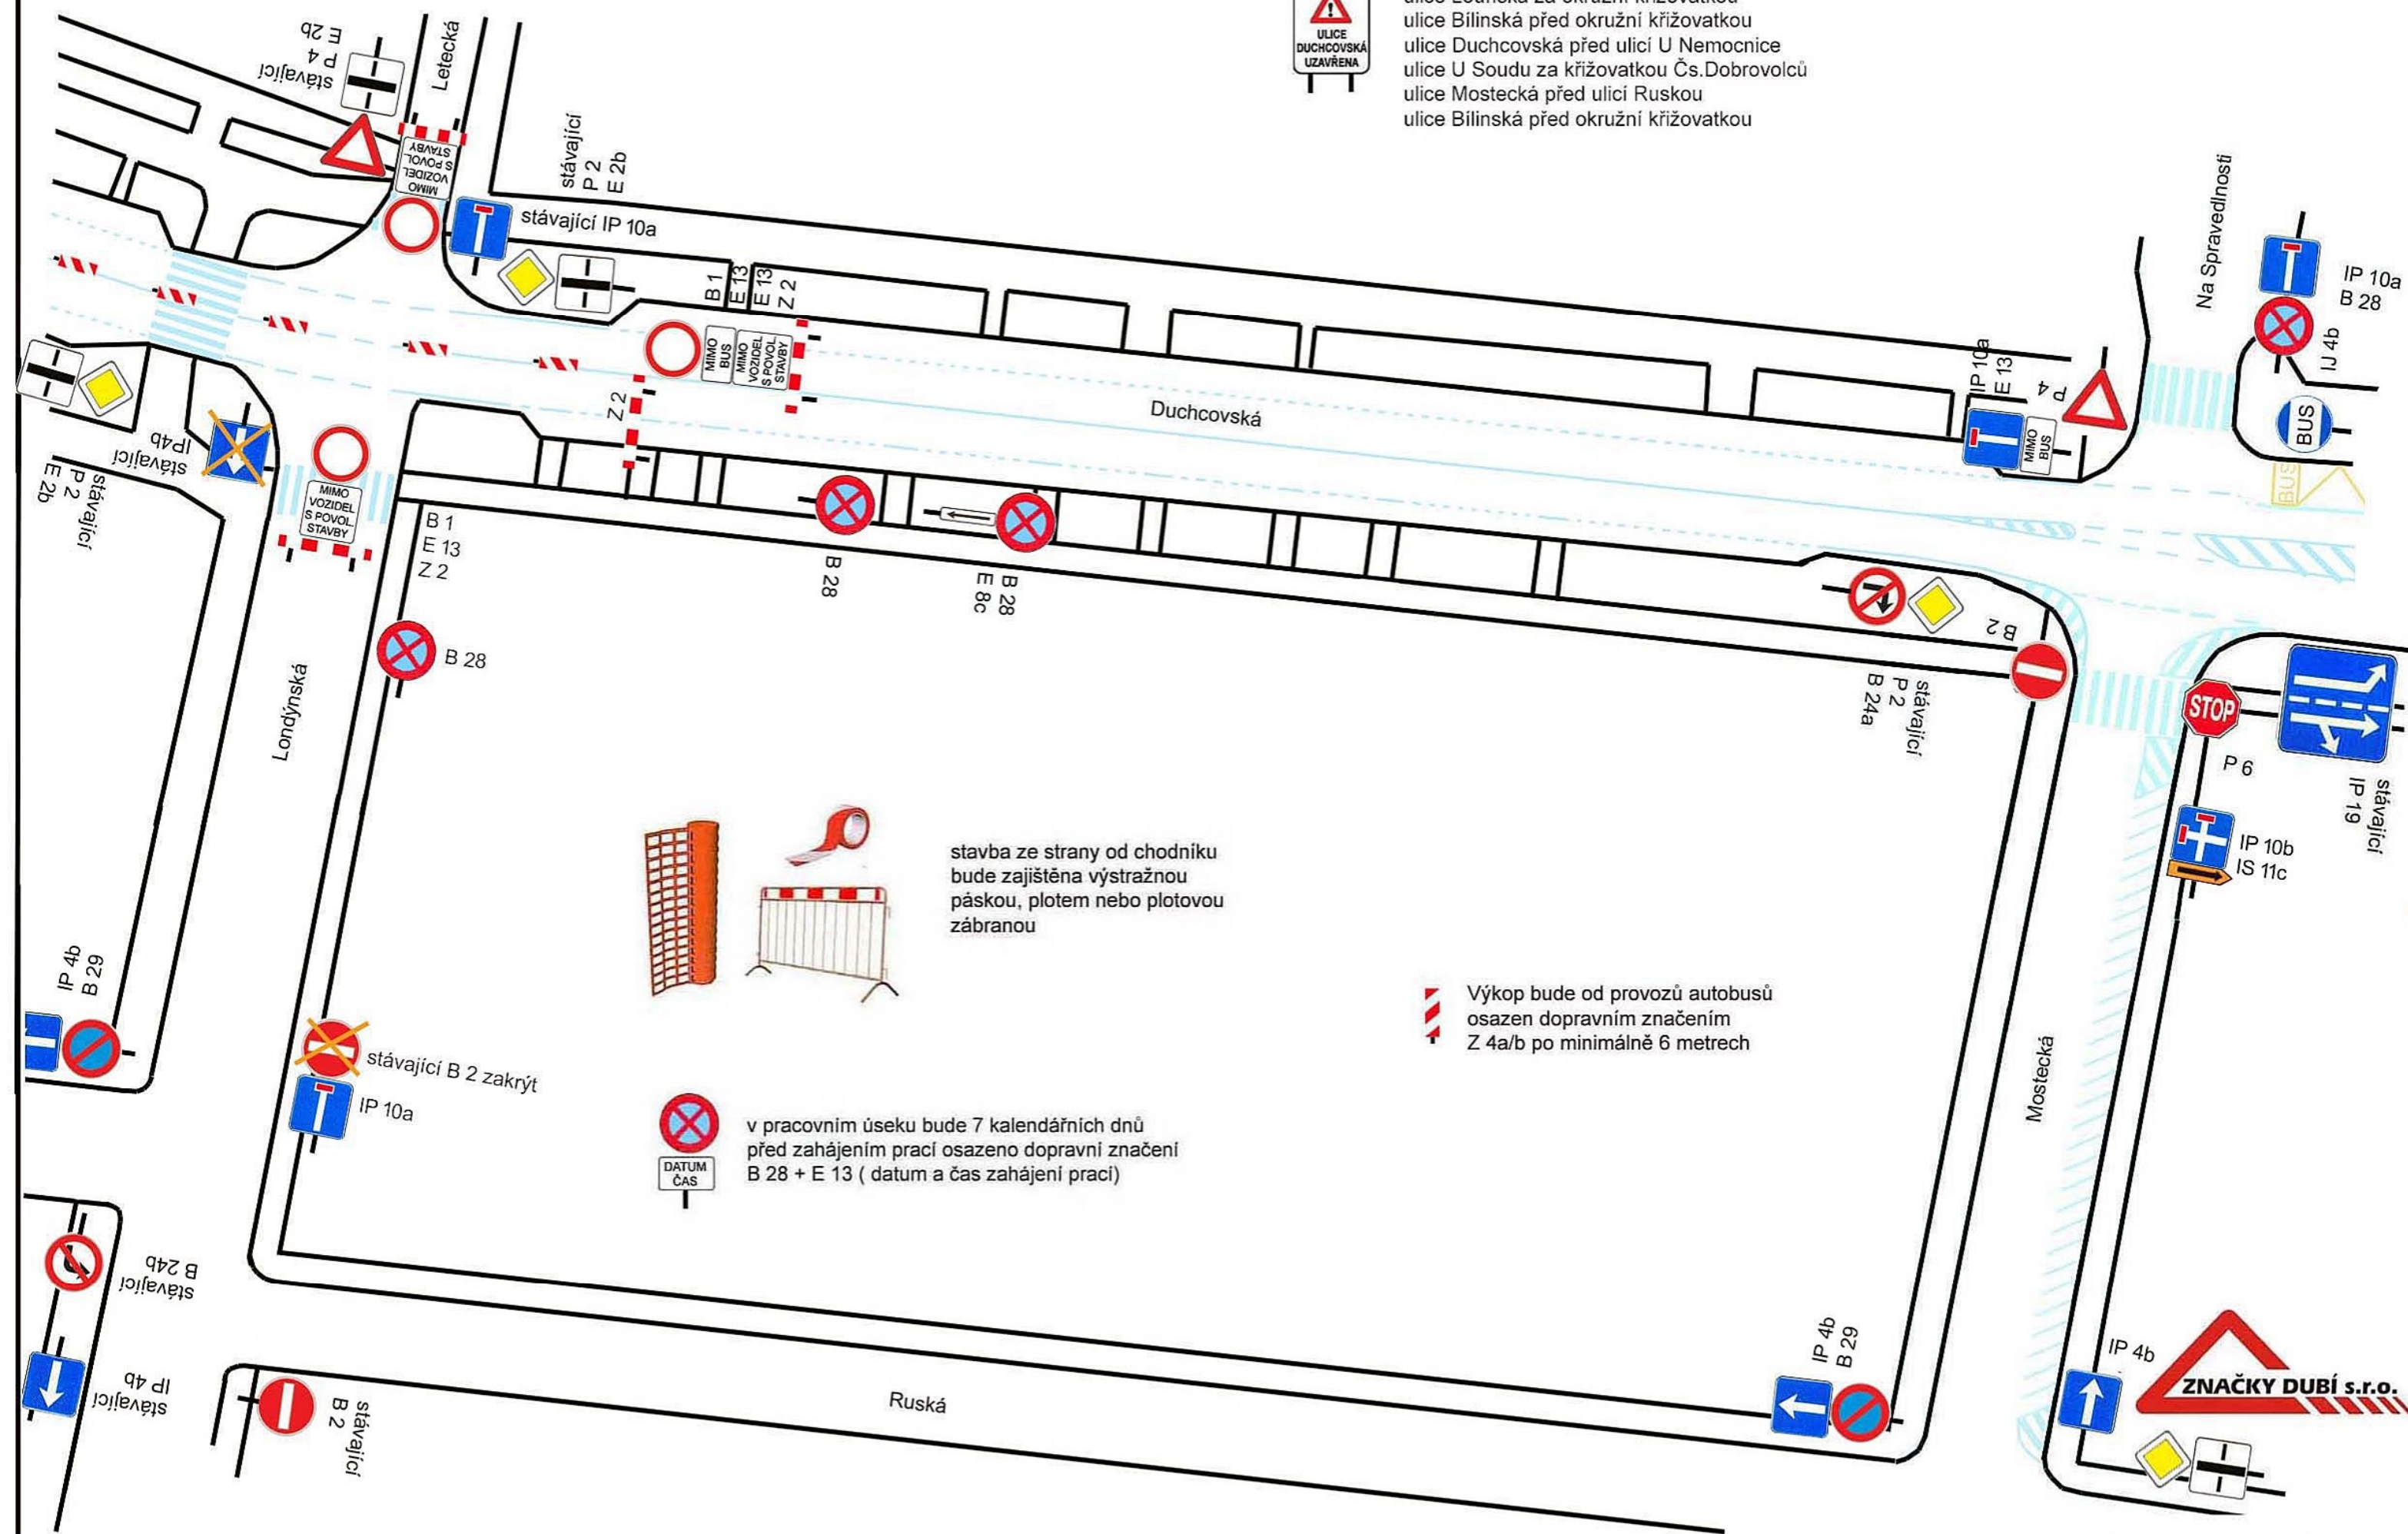 ULICE
DUCHCOVSKÁ
UZAVŘENA
ulice Bílinská před okružní křižovatkou
ulice Duchcovská před ulicí U Nemocnice
ulice U Soudu za křižovatkou Čs.Dobrovolců
ulice Mostecká před ulicí Ruskou
ulice Bílinská před okružní křižovatkou
stávající
P 4
E 2b
Letecká
MIMO
VOZIDEL
S POVOL.
STAVBY
stávající
P 2
E 2b
stávající IP 10a
B 1
E 13
E 13
Z 2
MIMO
BUS
MIMO
VOZIDEL
S POVOL.
STAVBY
Z 2
Duchcovská
Na Spravedlnosti
IP 10a
B 28
IJ 4b
BUS
BUS
IP 10a
E 13
P 4
MIMO
BUS
stávající
IP4b
stávající
P 2
E 2b
MIMO
VOZIDEL
S POVOL.
STAVBY
B 1
E 13
Z 2
B 28
B 28
B 28
E 8c
B 2
stávající
P 2
B 24a
STOP
P 6
stávající
IP 19
IP 10b
IS 11c
Londýnská
stavba ze strany od chodníku
bude zajištěna výstražnou
páskou, plotem nebo plotovou
zábranou
Výkop bude od provozů autobusů
osazen dopravním značením
Z 4a/b po minimálně 6 metrech
IP 4b
B 29
stávající B 2 zakrýt
IP 10a
DATUM
ČAS
v pracovním úseku bude 7 kalendářních dnů
před zahájením prací osazeno dopravní značení
B 28 + E 13 ( datum a čas zahájení prací)
Mostecká
stávající
B 24b
stávající
IP 4b
stávající
B 2
Ruská
IP 4b
B 29
IP 4b
ZNAČKY DUBÍ s.r.o.